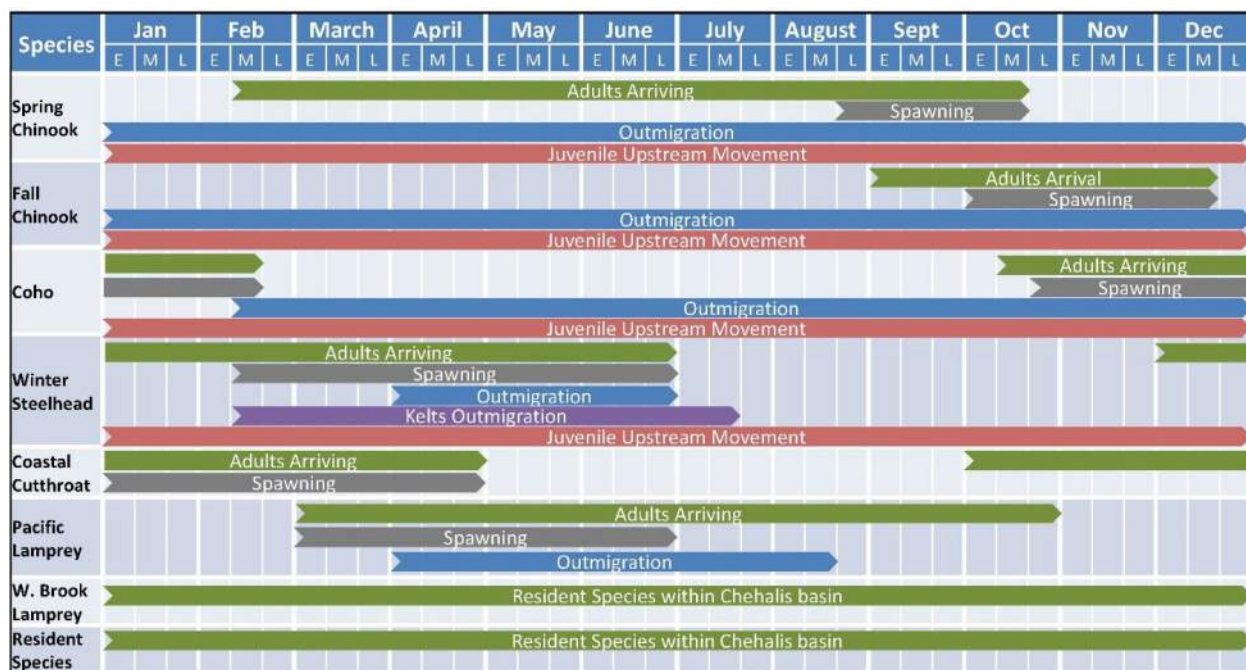 Species Jan Feb March April May June July August Sept Oct Nov Dec
E M L E M L E M L E M L E M L E M L E M L E M L E M L E M L E M L E M L
Spring
Chinook
Adults Arriving
Spawning
Outmigration
Juvenile Upstream Movement
Fall
Chinook
Adults Arrival
Spawning
Outmigration
Juvenile Upstream Movement
Coho
Adults Arriving
Spawning
Outmigration
Juvenile Upstream Movement
Winter
Steelhead
Adults Arriving
Spawning
Outmigration
Kelts Outmigration
Juvenile Upstream Movement
Coastal
Cutthroat
Adults Arriving
Spawning
Pacific
Lamprey
Adults Arriving
Spawning
Outmigration
W. Brook
Lamprey
Resident Species within Chehalis basin
Resident
Species
Resident Species within Chehalis basin